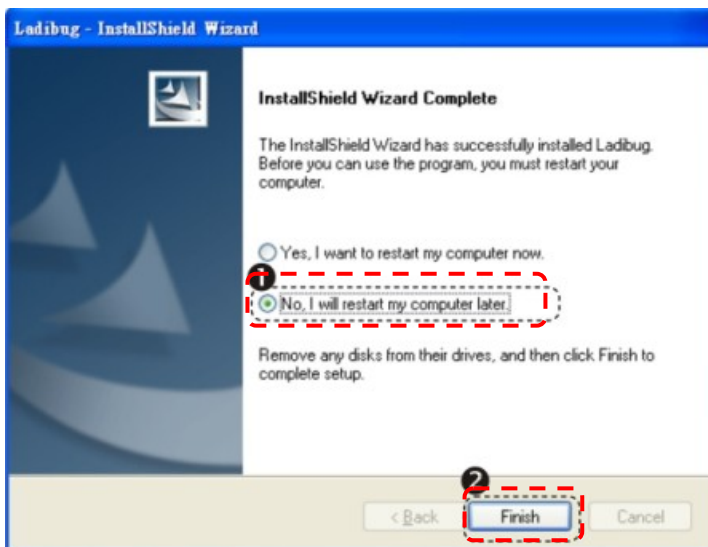 Ladibug - InstallShield Wizard
InstallShield Wizard Complete
The InstallShield Wizard has successfully installed Ladibug.
Before you can use the program, you must restart your
computer.
Yes, I want to restart my computer now.
1
No, I will restart my computer later.
Remove any disks from their drives, and then click Finish to
complete setup.
2
< Back Finish Cancel